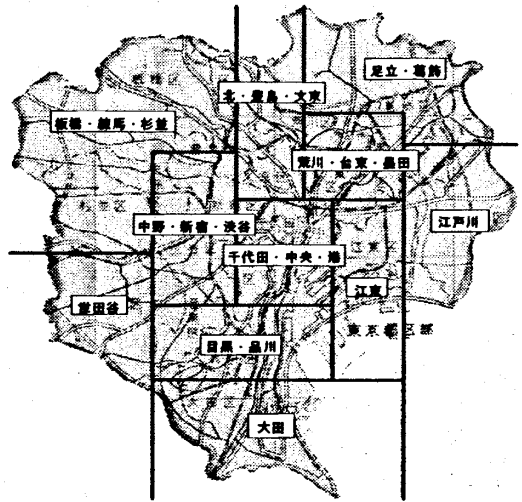 足立・葛飾
北・豊島・文京
板橋・練馬・杉並
荒川・台東・墨田
中野・新宿・渋谷
江戸川
千代田・中央・港
江東
世田谷
東京都区部
目黒・品川
大田